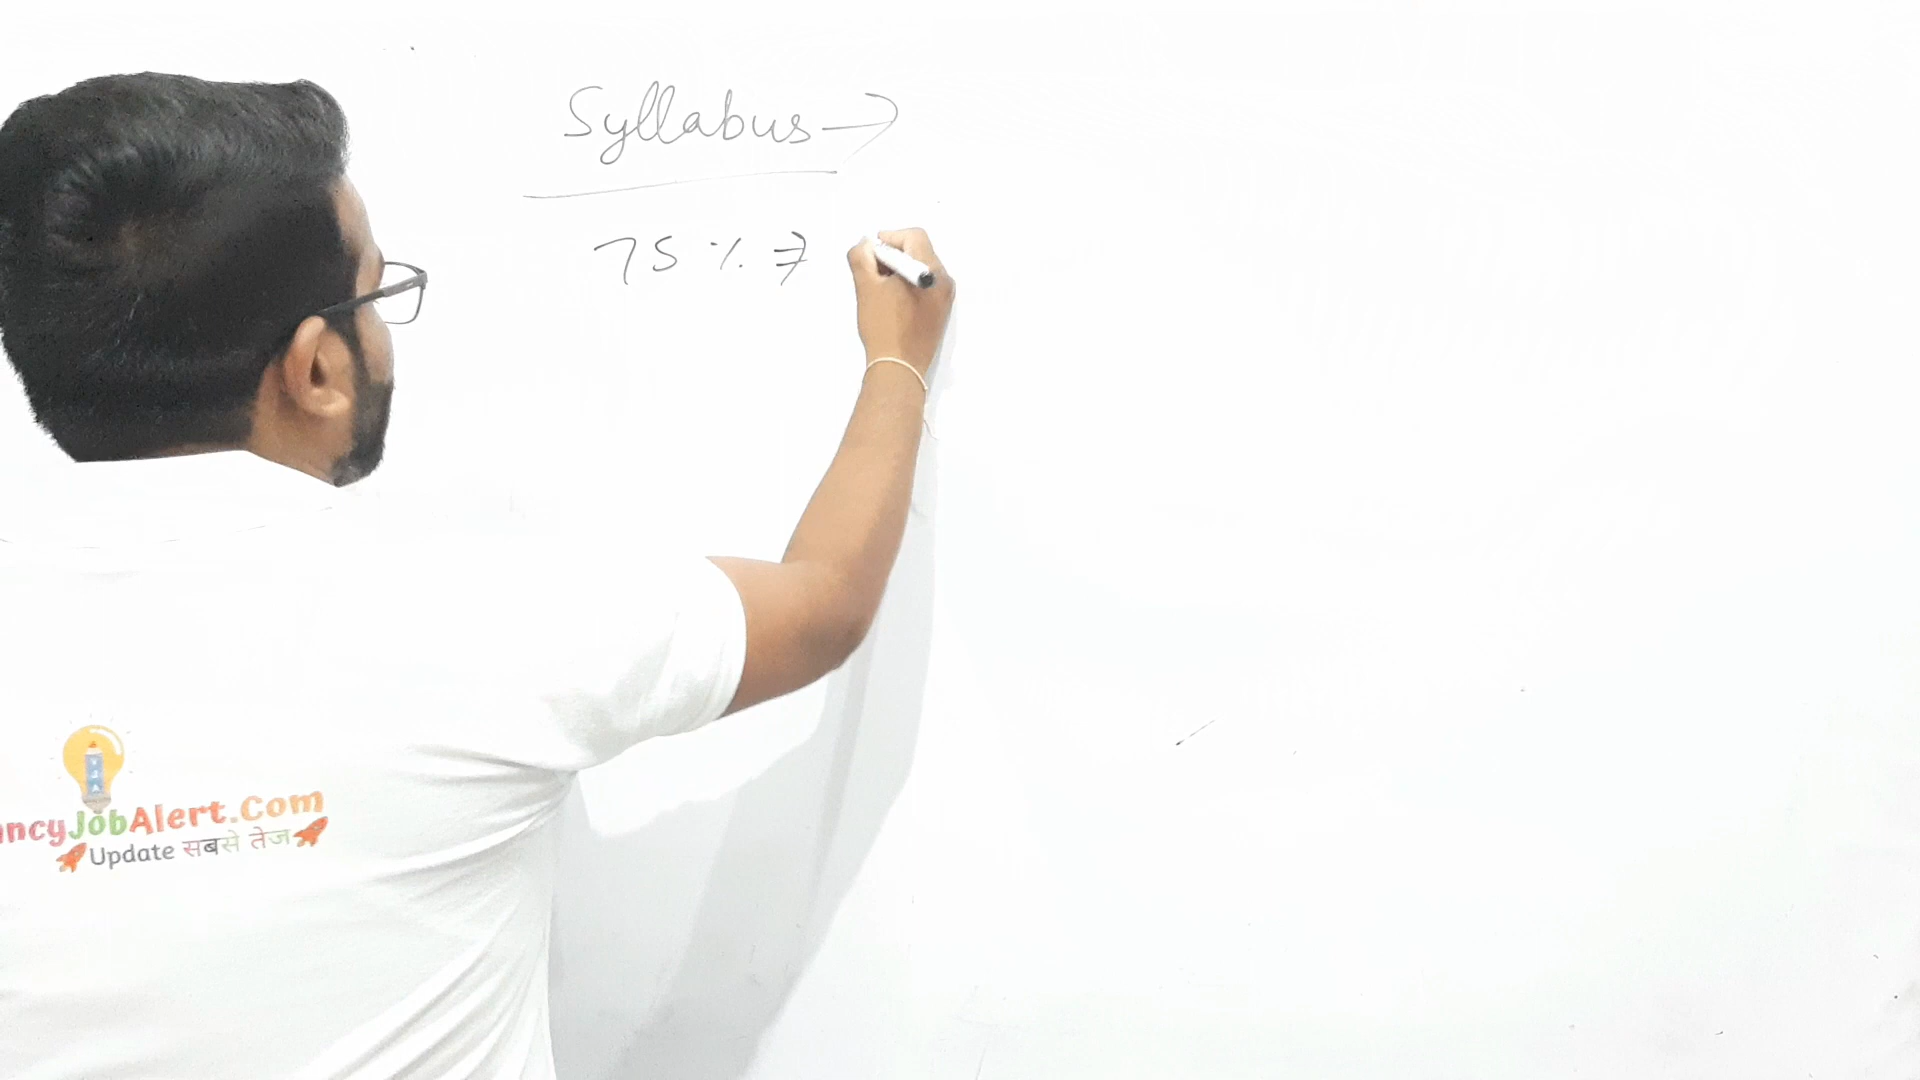 Syllabus →
75 % ⇒
ncyJobAlert.Com
Update सबसे तेज